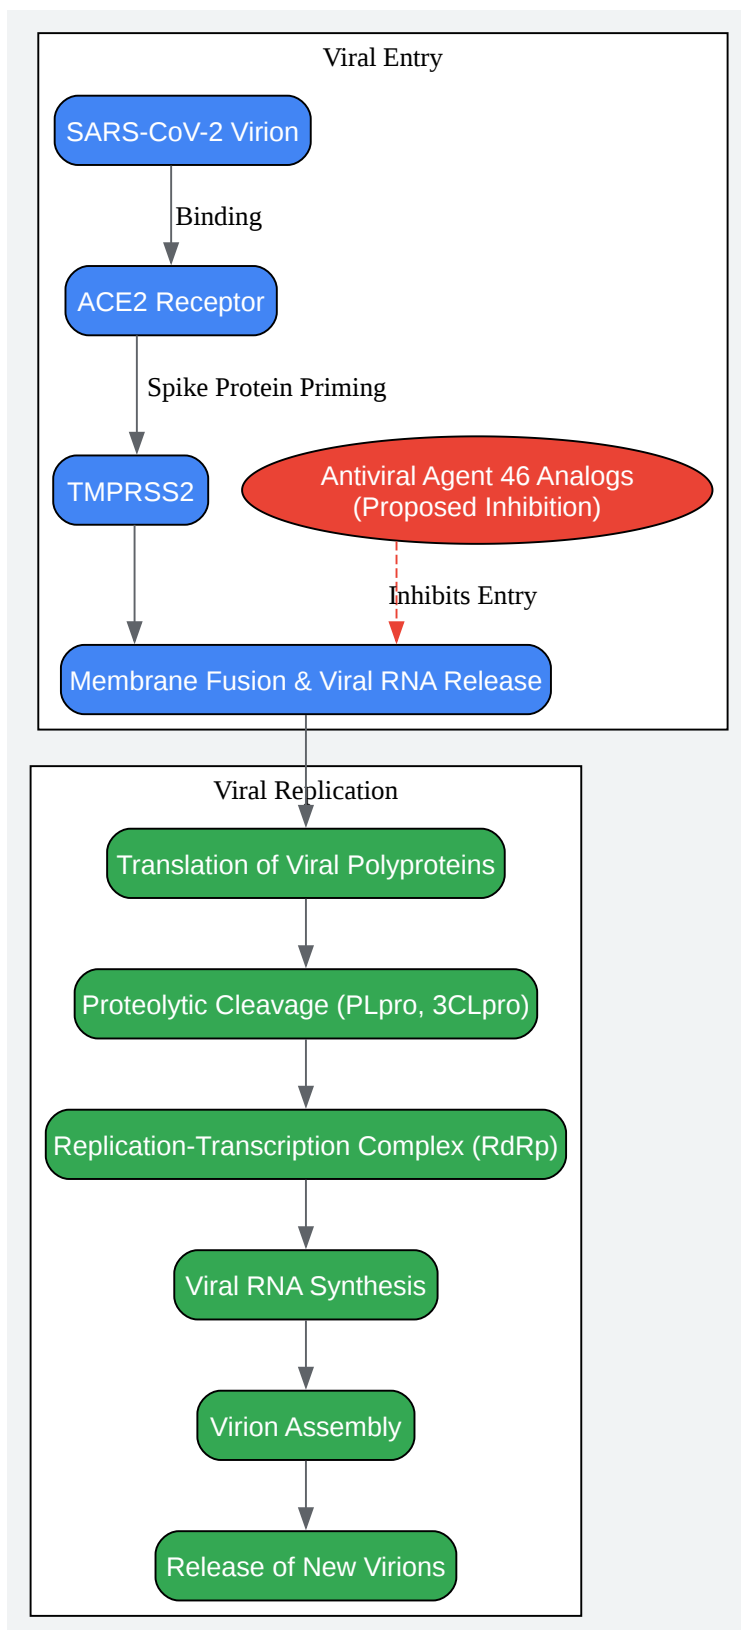 Viral Entry
SARS-CoV-2 Virion
Binding
ACE2 Receptor
Spike Protein Priming
TMPRSS2
Antiviral Agent 46 Analogs
(Proposed Inhibition)
Inhibits Entry
Membrane Fusion & Viral RNA Release
Viral Replication
Translation of Viral Polyproteins
Proteolytic Cleavage (PLpro, 3CLpro)
Replication-Transcription Complex (RdRp)
Viral RNA Synthesis
Virion Assembly
Release of New Virions